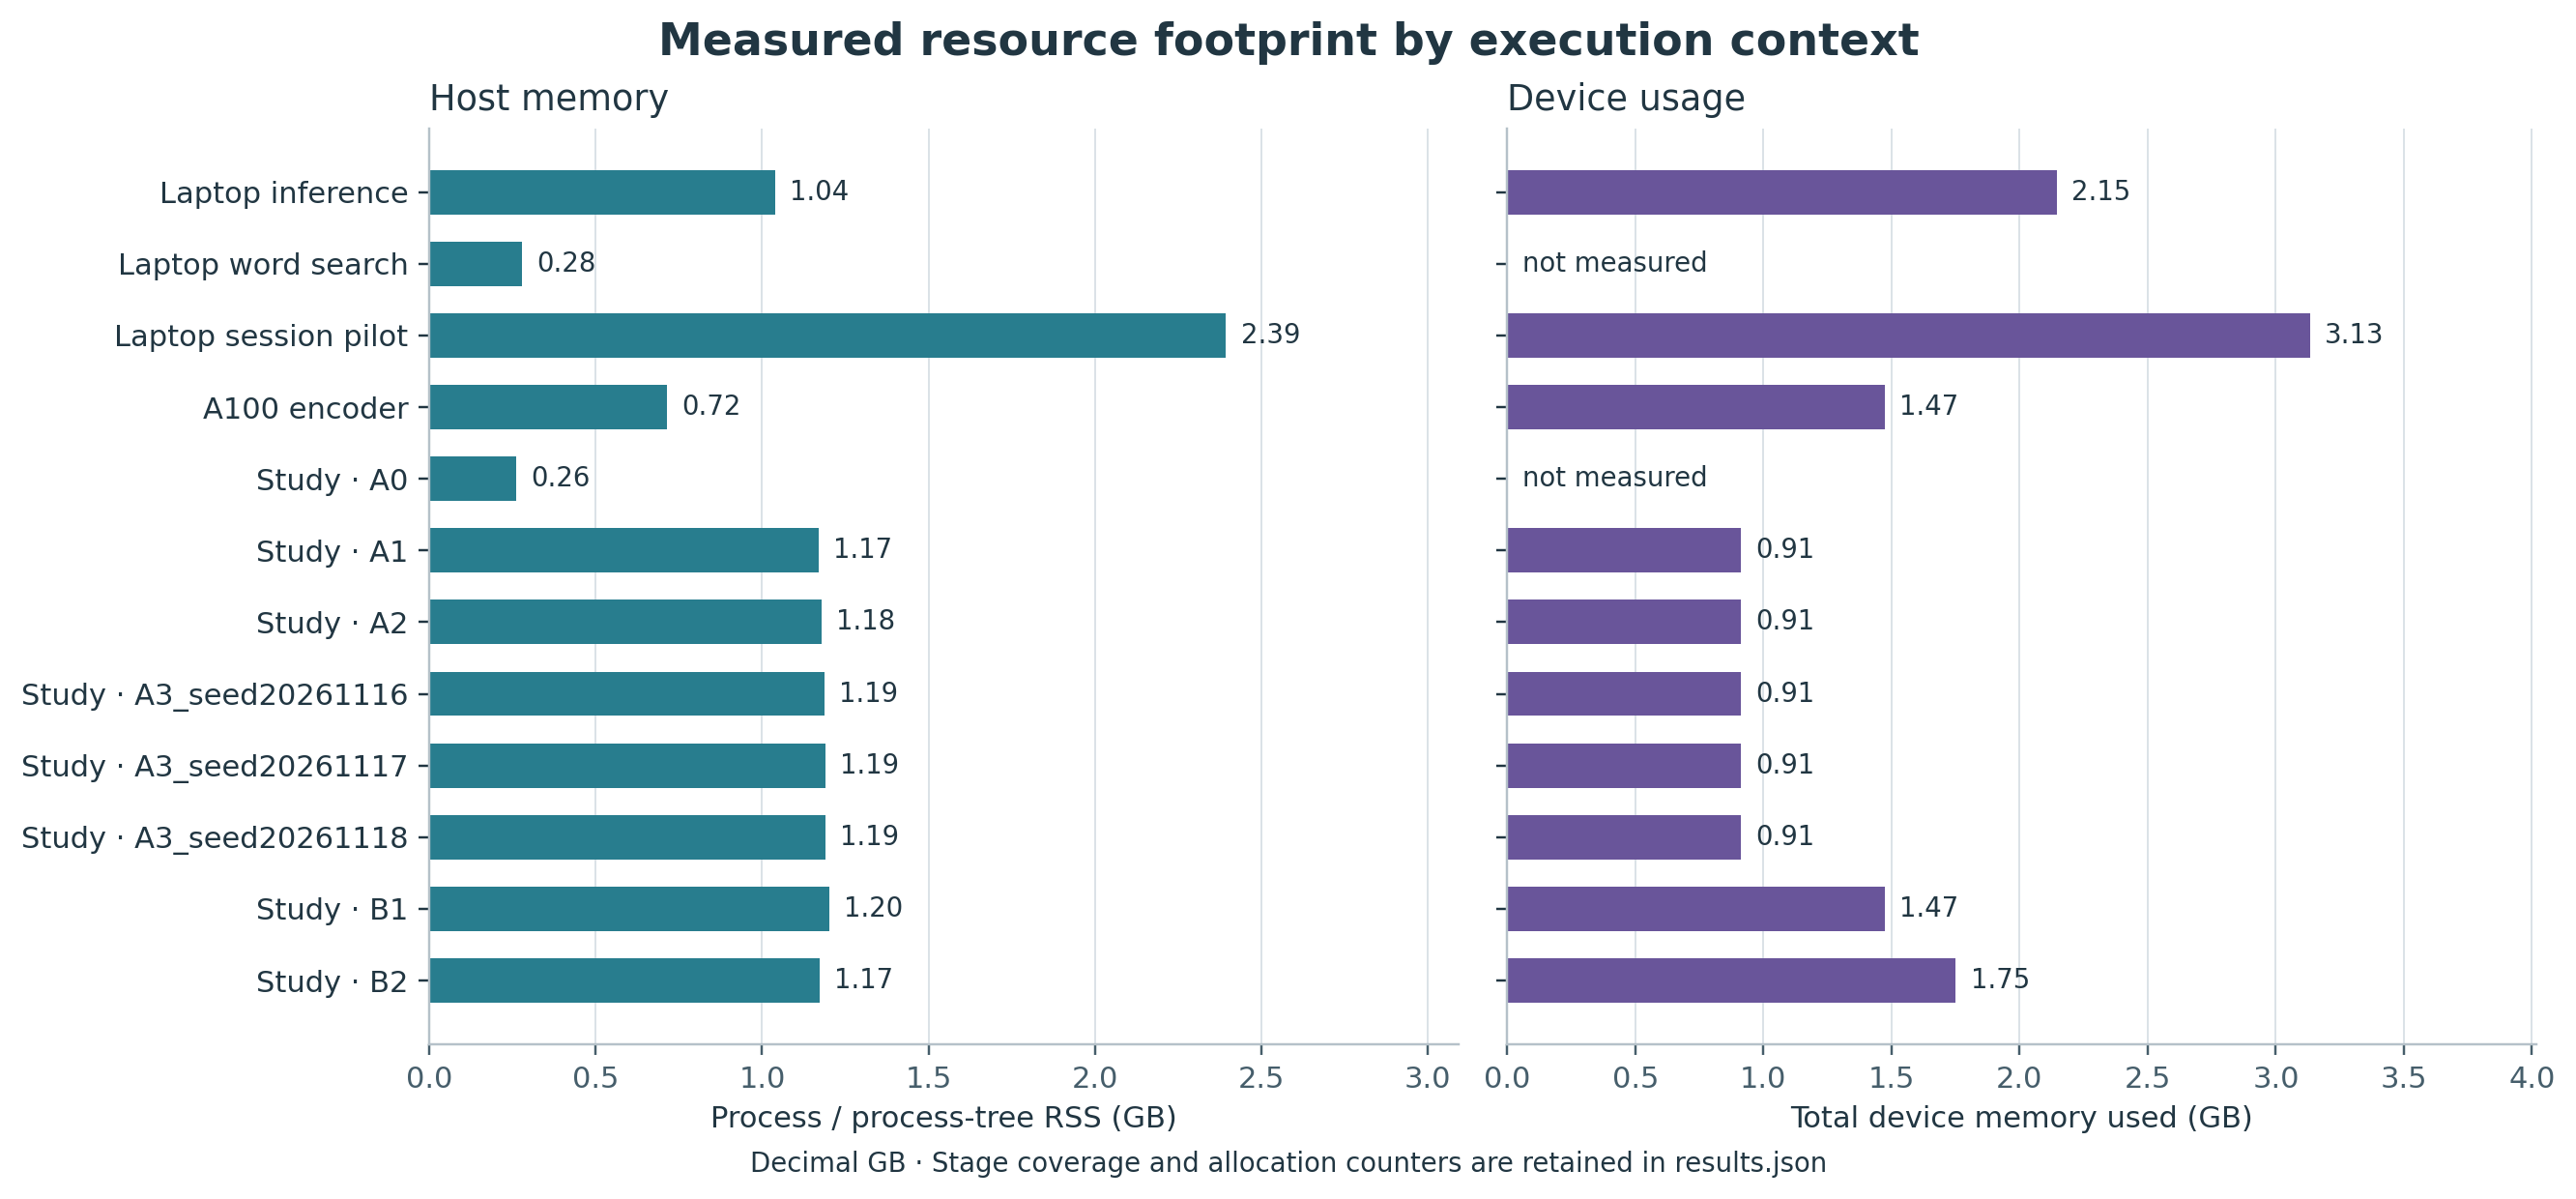 Measured resource footprint by execution context
Host memory
Laptop inference 1.04
Laptop word search 0.28
Laptop session pilot 2.39
A100 encoder 0.72
Study · A0 0.26
Study · A1 1.17
Study · A2 1.18
Study · A3_seed20261116 1.19
Study · A3_seed20261117 1.19
Study · A3_seed20261118 1.19
Study · B1 1.20
Study · B2 1.17
0.0 0.5 1.0 1.5 2.0 2.5 3.0
Process / process-tree RSS (GB)
Device usage
2.15
not measured
3.13
1.47
not measured
0.91
0.91
0.91
0.91
0.91
1.47
1.75
0.0 0.5 1.0 1.5 2.0 2.5 3.0 3.5 4.0
Total device memory used (GB)
Decimal GB · Stage coverage and allocation counters are retained in results.json